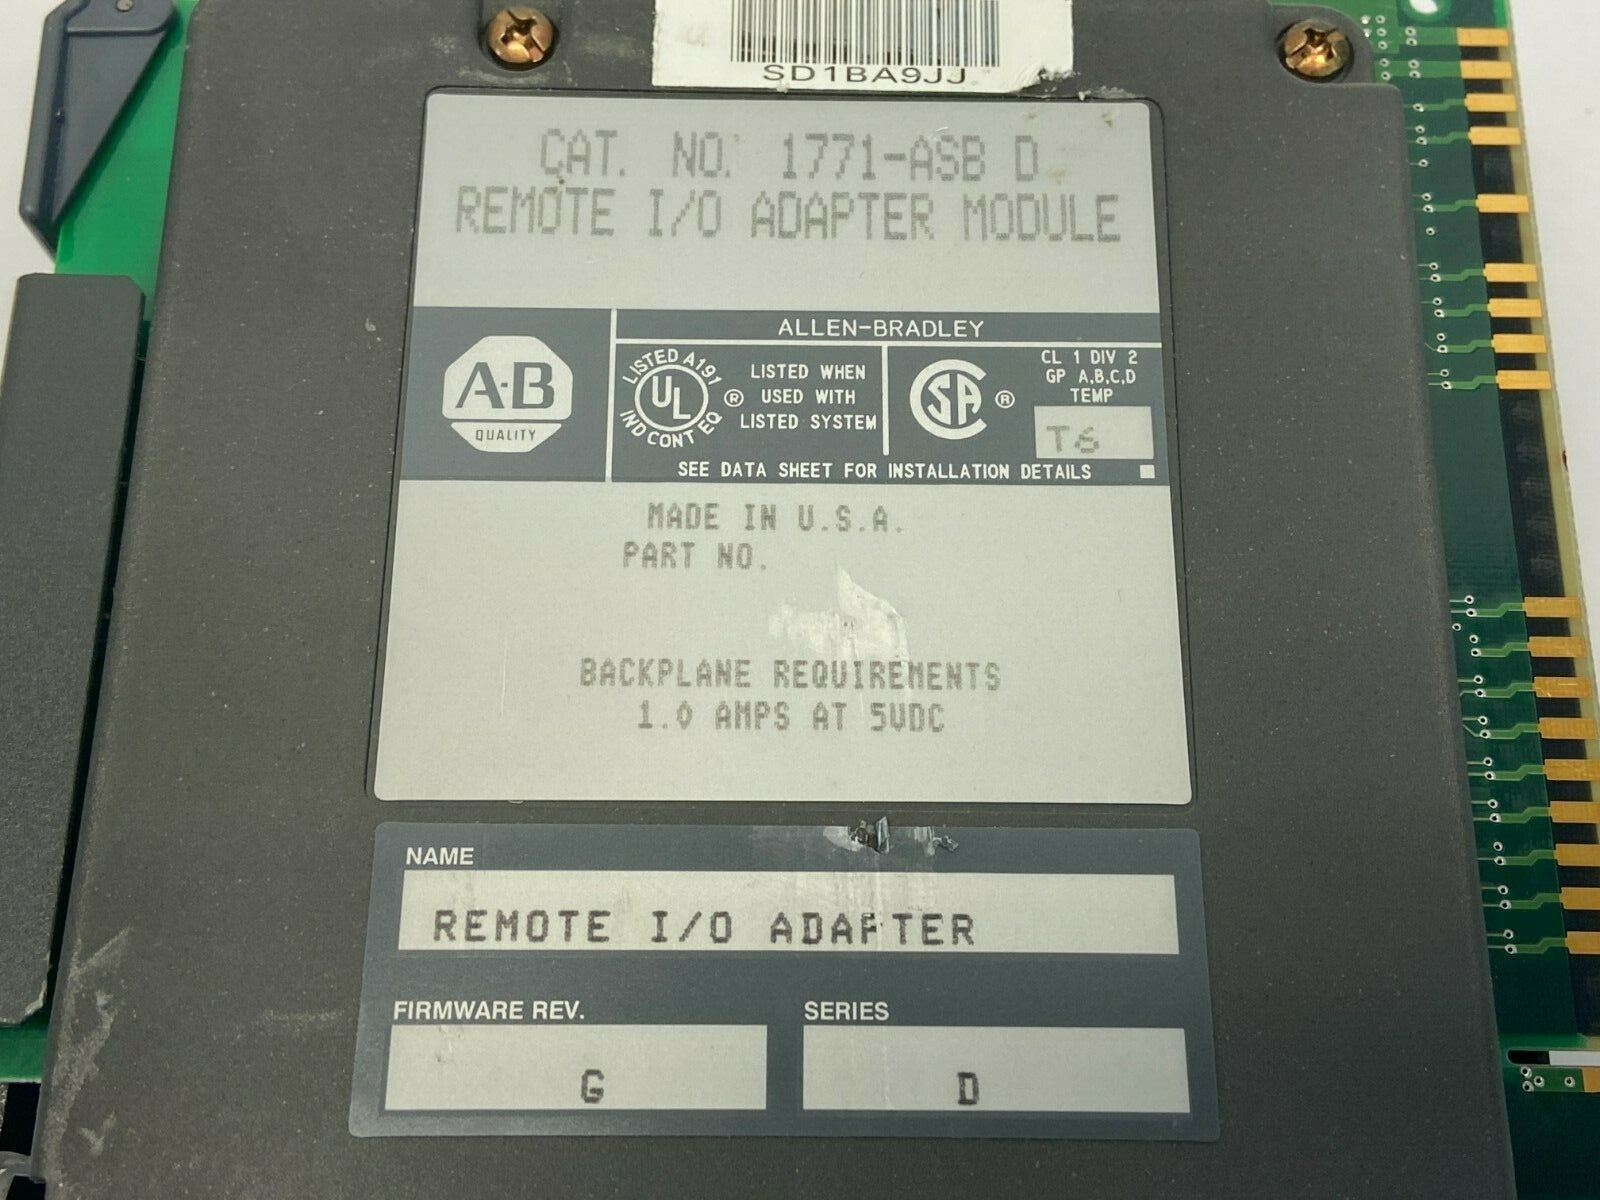 SD1BA9JJ
CAT. NO. 1771-ASB D
REMOTE I/O ADAPTER MODULE
ALLEN-BRADLEY
A-B
QUALITY
LISTED A191
UL
IND CONT EQ
®
LISTED WHEN
USED WITH
LISTED SYSTEM
CSA
®
CL 1 DIV 2
GP A,B,C,D
TEMP
T6
SEE DATA SHEET FOR INSTALLATION DETAILS
MADE IN U.S.A.
PART NO.
BACKPLANE REQUIREMENTS
1.0 AMPS AT 5VDC
NAME
REMOTE I/O ADAPTER
FIRMWARE REV.
G
SERIES
D